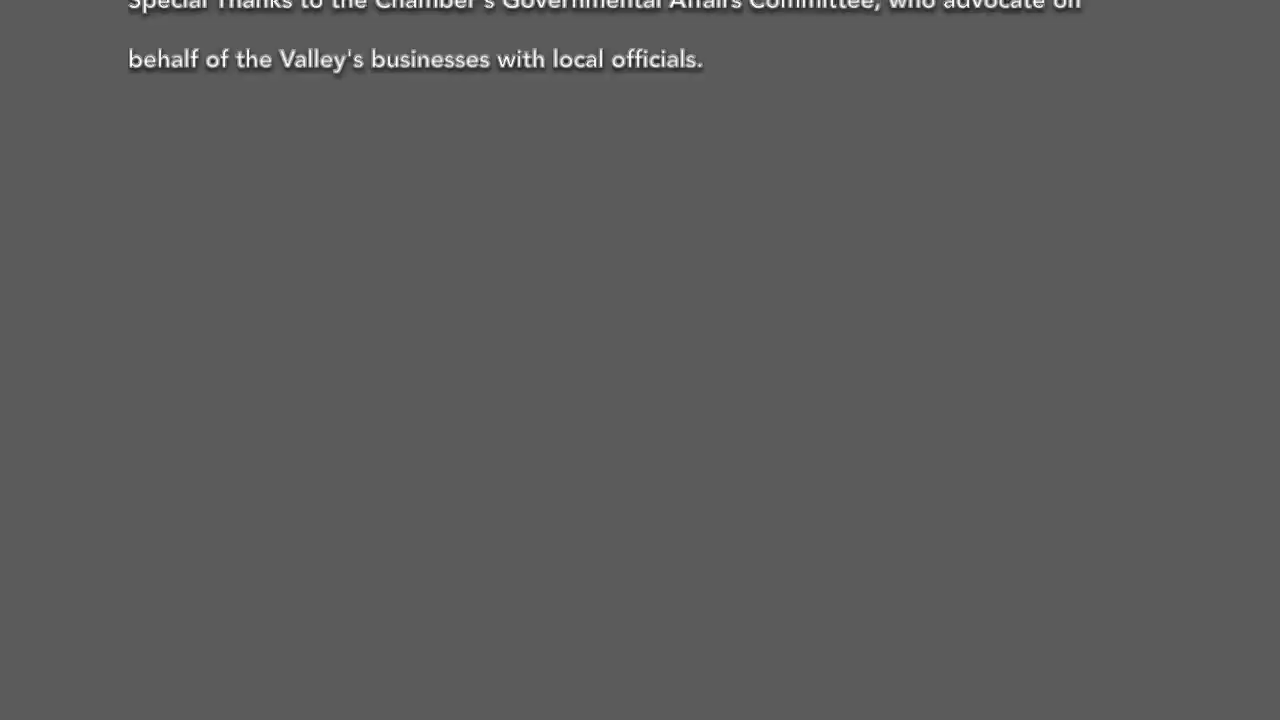 Special Thanks to the Chamber's Governmental Affairs Committee, who advocate on
behalf of the Valley's businesses with local officials.